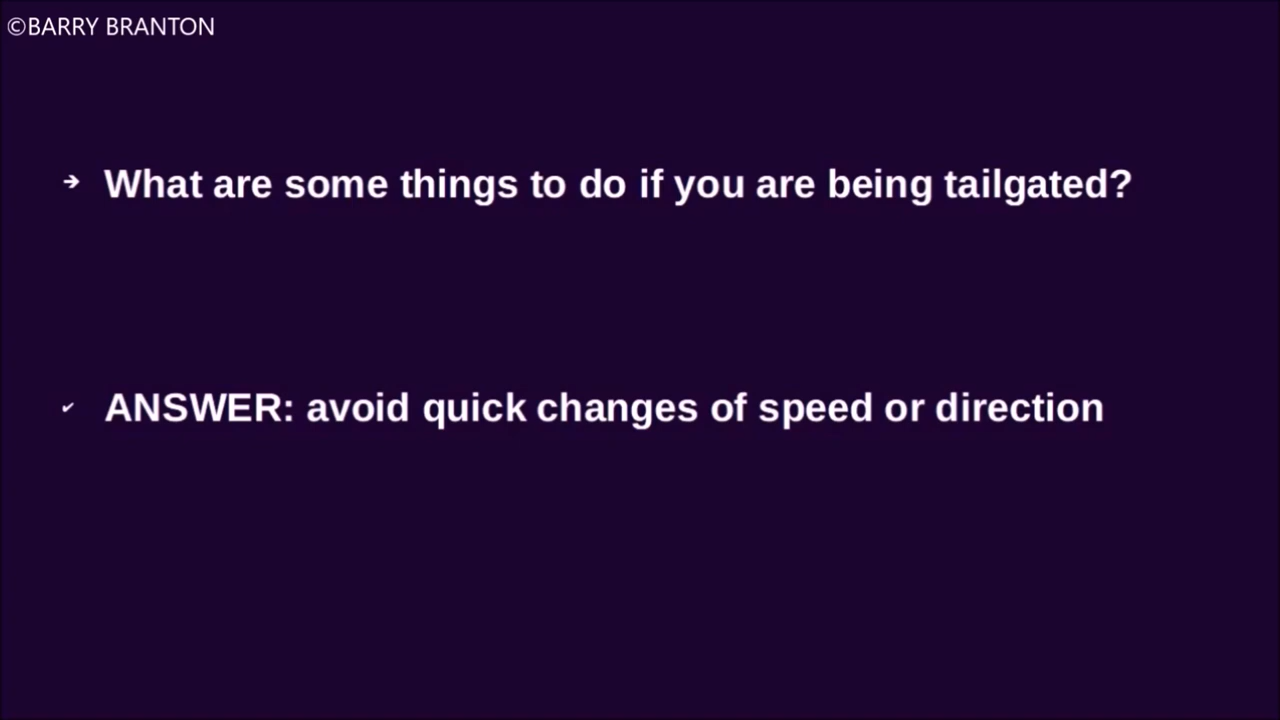 ©BARRY BRANTON
➔ What are some things to do if you are being tailgated?
✔ ANSWER: avoid quick changes of speed or direction